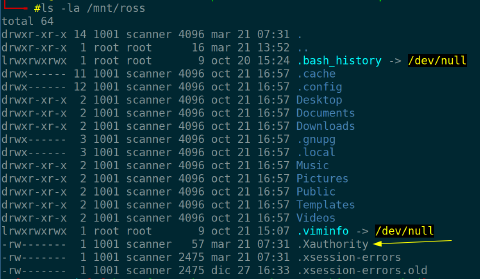 #ls -la /mnt/ross
total 64
drwxr-xr-x 14 1001 scanner 4096 mar 21 07:31 .
drwxr-xr-x 1 root root 16 mar 21 13:52 ..
lrwxrwxrwx 1 root root 9 oct 20 15:24 .bash_history -> /dev/null
drwx------ 11 1001 scanner 4096 oct 21 16:57 .cache
drwx------ 12 1001 scanner 4096 oct 21 16:57 .config
drwxr-xr-x 2 1001 scanner 4096 oct 21 16:57 Desktop
drwxr-xr-x 2 1001 scanner 4096 oct 21 16:57 Documents
drwxr-xr-x 2 1001 scanner 4096 oct 21 16:57 Downloads
drwx------ 3 1001 scanner 4096 oct 21 16:57 .gnupg
drwx------ 3 1001 scanner 4096 oct 21 16:57 .local
drwxr-xr-x 2 1001 scanner 4096 oct 21 16:57 Music
drwxr-xr-x 2 1001 scanner 4096 oct 21 16:57 Pictures
drwxr-xr-x 2 1001 scanner 4096 oct 21 16:57 Public
drwxr-xr-x 2 1001 scanner 4096 oct 21 16:57 Templates
drwxr-xr-x 2 1001 scanner 4096 oct 21 16:57 Videos
lrwxrwxrwx 1 root root 9 oct 21 15:07 .viminfo -> /dev/null
-rw------- 1 1001 scanner 57 mar 21 07:31 .Xauthority
-rw------- 1 1001 scanner 2475 mar 21 07:31 .xsession-errors
-rw------- 1 1001 scanner 2475 dic 27 16:33 .xsession-errors.old